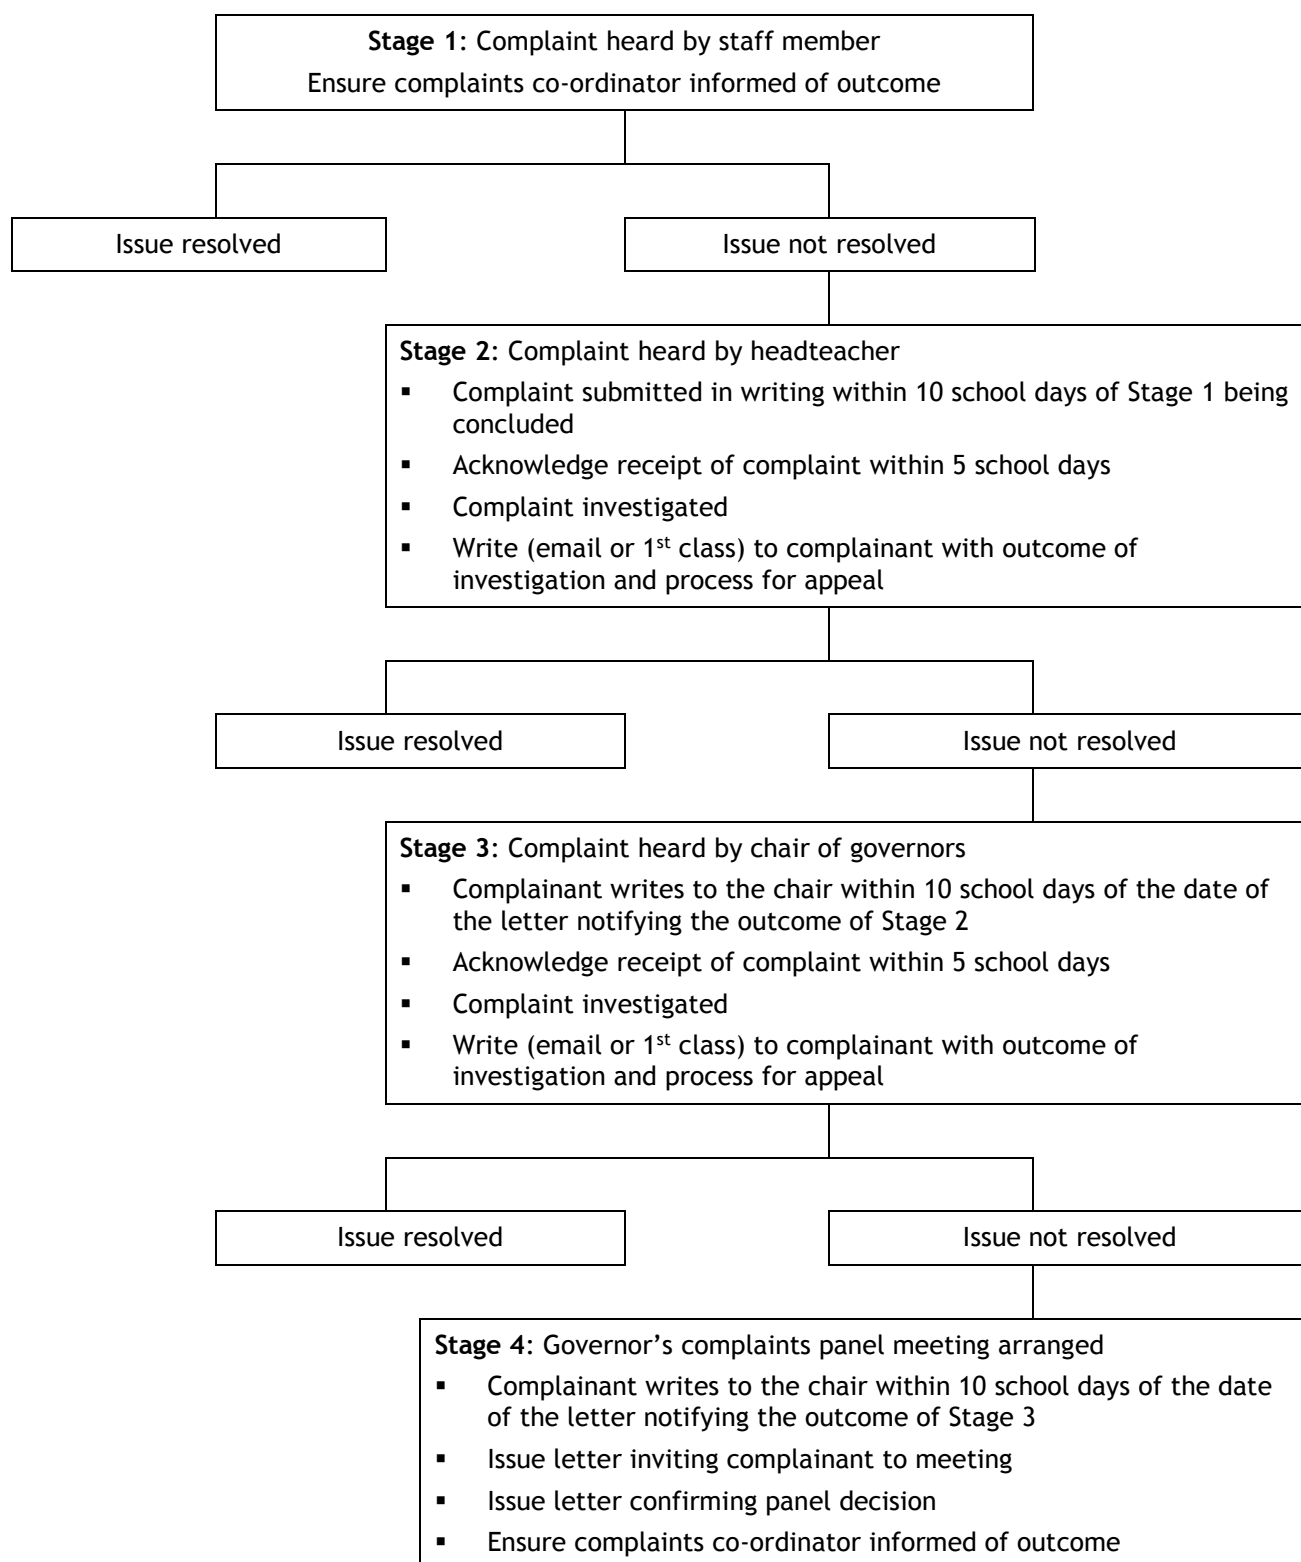 Stage 1: Complaint heard by staff member
Ensure complaints co-ordinator informed of outcome
Issue resolved
Issue not resolved
Stage 2: Complaint heard by headteacher
▪ Complaint submitted in writing within 10 school days of Stage 1 being
concluded
▪ Acknowledge receipt of complaint within 5 school days
▪ Complaint investigated
▪ Write (email or 1st class) to complainant with outcome of
investigation and process for appeal
Issue resolved
Issue not resolved
Stage 3: Complaint heard by chair of governors
▪ Complainant writes to the chair within 10 school days of the date of
the letter notifying the outcome of Stage 2
▪ Acknowledge receipt of complaint within 5 school days
▪ Complaint investigated
▪ Write (email or 1st class) to complainant with outcome of
investigation and process for appeal
Issue resolved
Issue not resolved
Stage 4: Governor’s complaints panel meeting arranged
▪ Complainant writes to the chair within 10 school days of the date
of the letter notifying the outcome of Stage 3
▪ Issue letter inviting complainant to meeting
▪ Issue letter confirming panel decision
▪ Ensure complaints co-ordinator informed of outcome